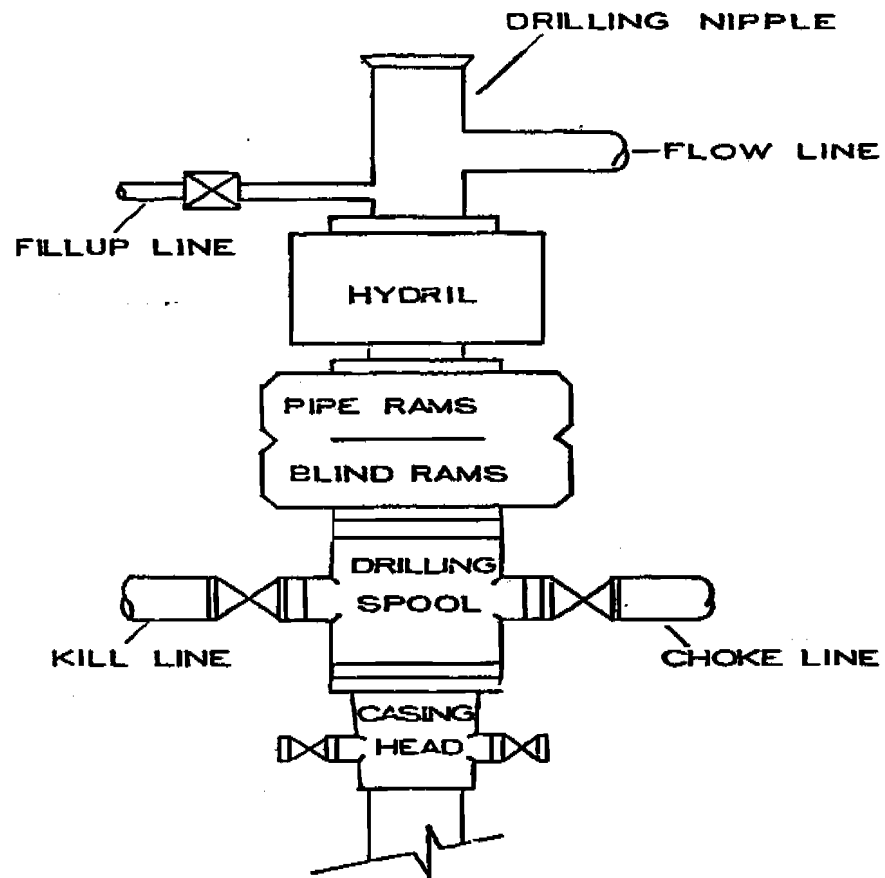 DRILLING NIPPLE
FLOW LINE
FILLUP LINE
HYDRIL
PIPE RAMS
BLIND RAMS
DRILLING
SPOOL
KILL LINE
CHOKE LINE
CASING
HEAD